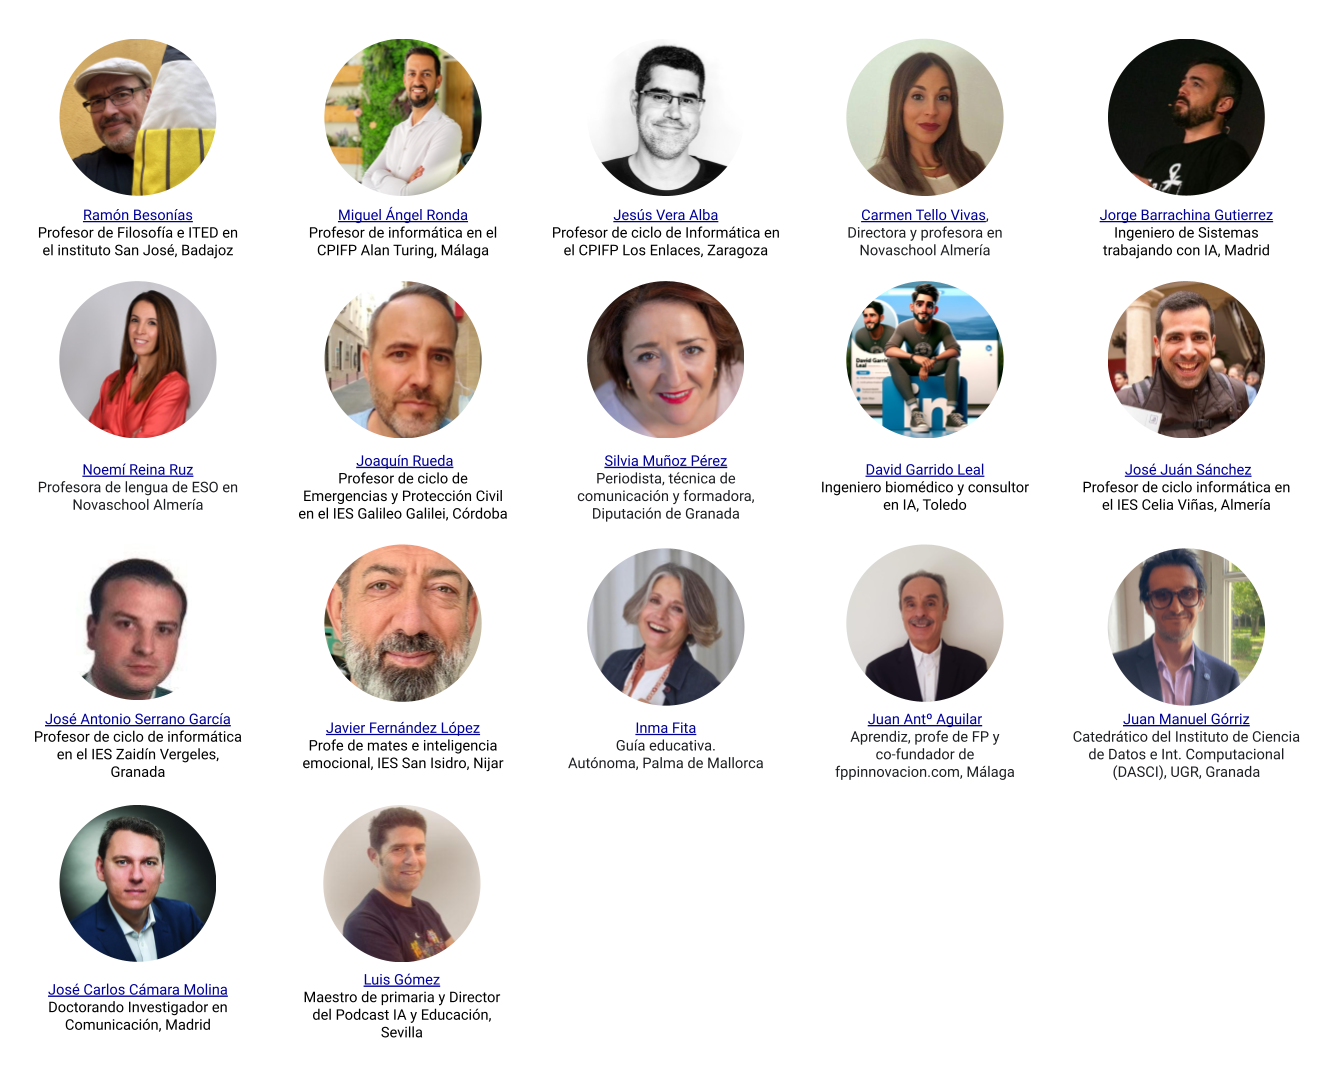 Ramón Besonías
Profesor de Filosofía e ITED en
el instituto San José, Badajoz
Miguel Ángel Ronda
Profesor de informática en el
CPIFP Alan Turing, Málaga
Jesús Vera Alba
Profesor de ciclo de Informática en
el CPIFP Los Enlaces, Zaragoza
Carmen Tello Vivas,
Directora y profesora en
Novaschool Almería
Jorge Barrachina Gutierrez
Ingeniero de Sistemas
trabajando con IA, Madrid
Noemí Reina Ruz
Profesora de lengua de ESO en
Novaschool Almería
Joaquín Rueda
Profesor de ciclo de
Emergencias y Protección Civil
en el IES Galileo Galilei, Córdoba
Silvia Muñoz Pérez
Periodista, técnica de
comunicación y formadora,
Diputación de Granada
David Garrido
Leal
in
David Garrido Leal
Ingeniero biomédico y consultor
en IA, Toledo
José Juán Sánchez
Profesor de ciclo informática en
el IES Celia Viñas, Almería
José Antonio Serrano García
Profesor de ciclo de informática
en el IES Zaidín Vergeles,
Granada
Javier Fernández López
Profe de mates e inteligencia
emocional, IES San Isidro, Nijar
Inma Fita
Guía educativa.
Autónoma, Palma de Mallorca
Juan Antº Aguilar
Aprendiz, profe de FP y
co-fundador de
fppinnovacion.com, Málaga
Juan Manuel Górriz
Catedrático del Instituto de Ciencia
de Datos e Int. Computacional
(DASCI), UGR, Granada
José Carlos Cámara Molina
Doctorando Investigador en
Comunicación, Madrid
Luis Gómez
Maestro de primaria y Director
del Podcast IA y Educación,
Sevilla